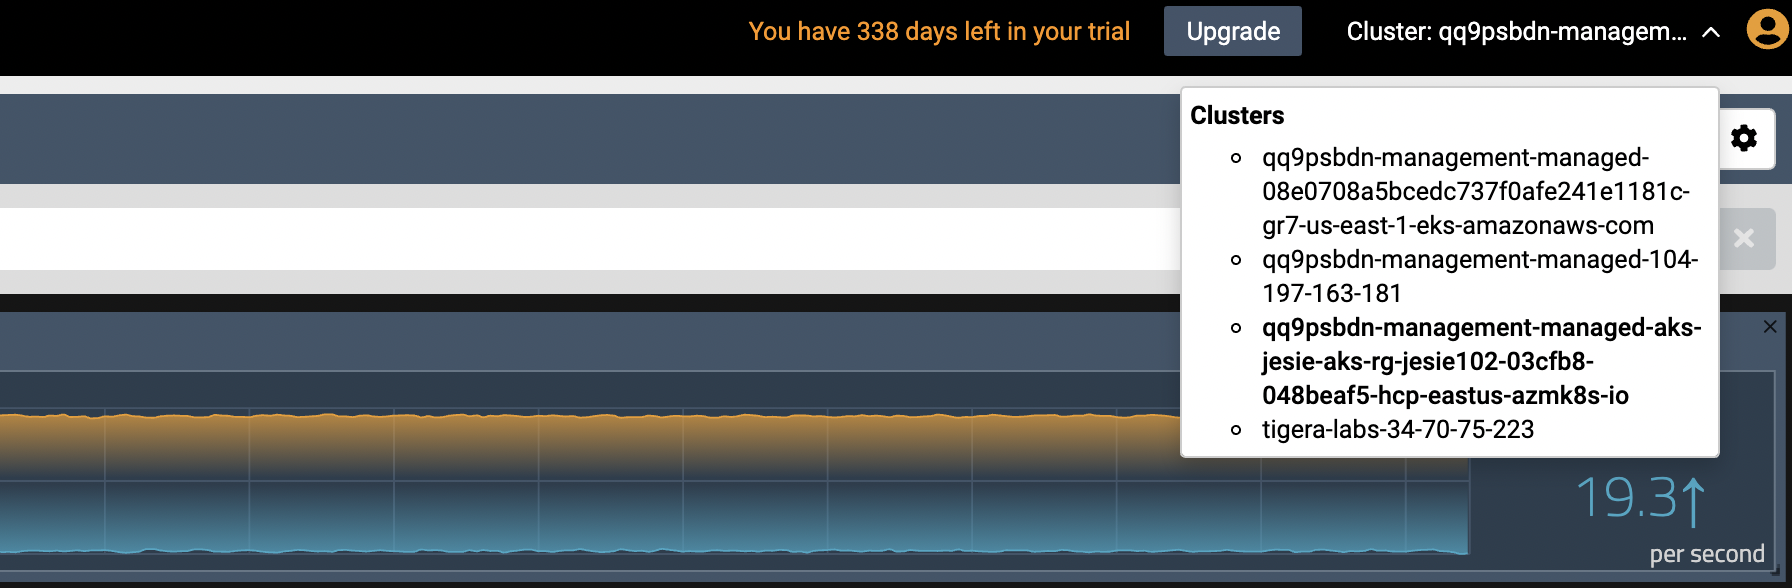 You have 338 days left in your trial
Upgrade
Cluster: qq9psbdn-managem...
Clusters
qq9psbdn-management-managed-
08e0708a5bcedc737f0afe241e1181c-
gr7-us-east-1-eks-amazonaws-com
qq9psbdn-management-managed-104-
197-163-181
qq9psbdn-management-managed-aks-
jesie-aks-rg-jesie102-03cfb8-
048beaf5-hcp-eastus-azmk8s-io
tigera-labs-34-70-75-223
19.3↑
per second